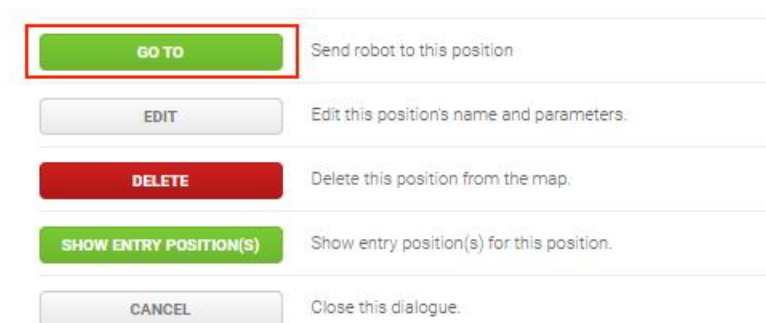 GO TO Send robot to this position
EDIT Edit this position's name and parameters.
DELETE Delete this position from the map.
SHOW ENTRY POSITION(S) Show entry position(s) for this position.
CANCEL Close this dialogue.